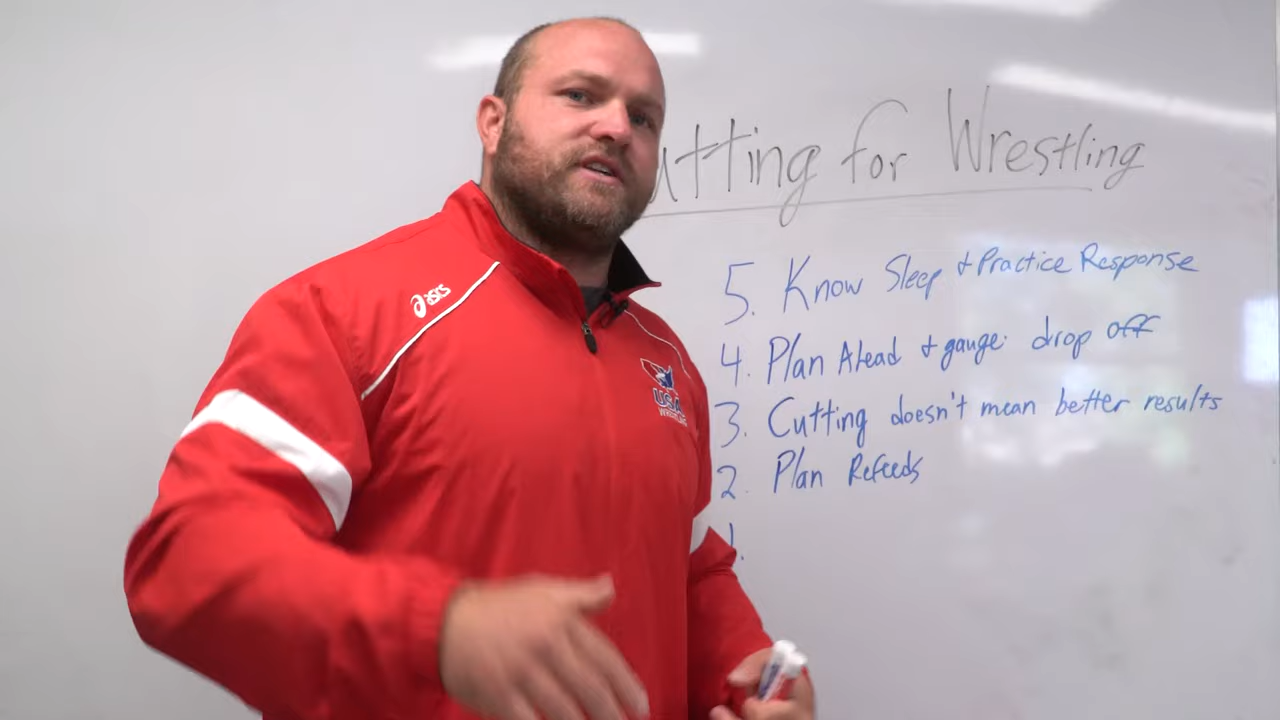 utting for Wrestling
5. Know Sleep + Practice Response
4. Plan Ahead + gauge drop off
3. Cutting doesn't mean better results
2. Plan Refeeds
1.
asics
USA
WRESTLING